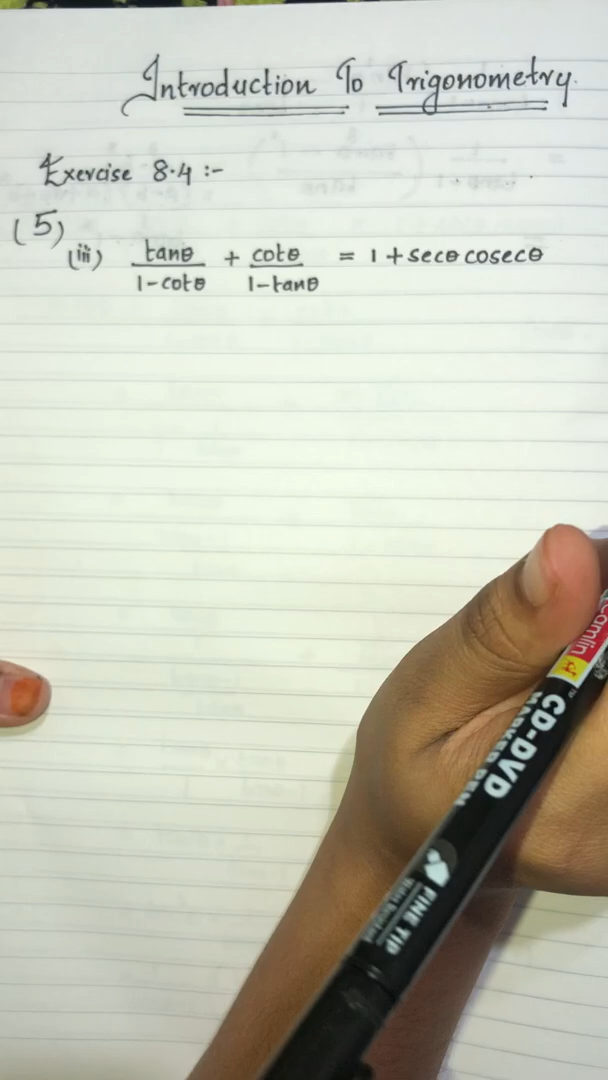 Introduction To Trigonometry.
Exercise 8.4 :-
(5)
(iii) tanθ/1-cotθ + cotθ/1-tanθ = 1+secθ cosecθ
camlin
CD-DVD
MARKER PEN
FINE TIP